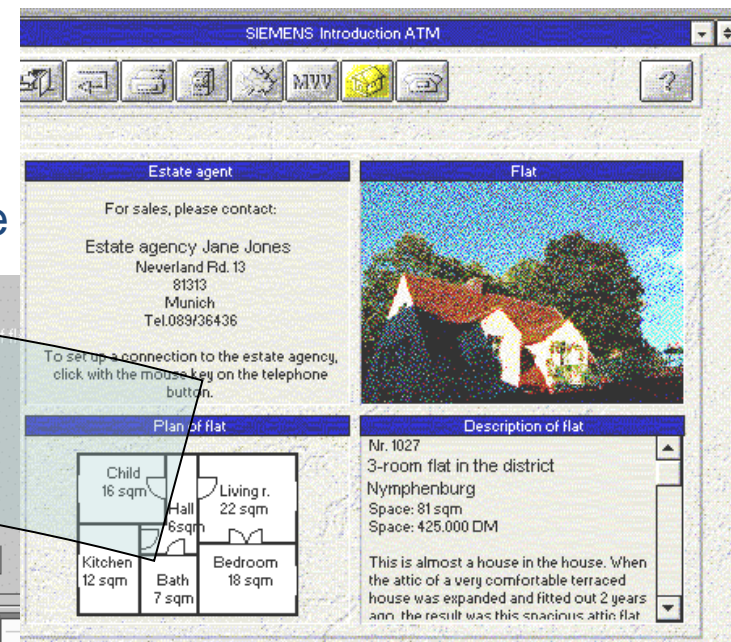 SIEMENS Introduction ATM
MVV
?
e
Estate agent
For sales, please contact:
Estate agency Jane Jones
Neverland Rd. 13
81313
Munich
Tel.089/36436
To set up a connection to the estate agency,
click with the mouse key on the telephone
button.
Flat
Plan of flat
Child
16 sqm
Hall
6sqm
Living r.
22 sqm
Kitchen
12 sqm
Bath
7 sqm
Bedroom
18 sqm
Description of flat
Nr. 1027
3-room flat in the district
Nymphenburg
Space: 81 sqm
Space: 425.000 DM
This is almost a house in the house. When
the attic of a very comfortable terraced
house was expanded and fitted out 2 years
ago, the result was this spacious attic flat